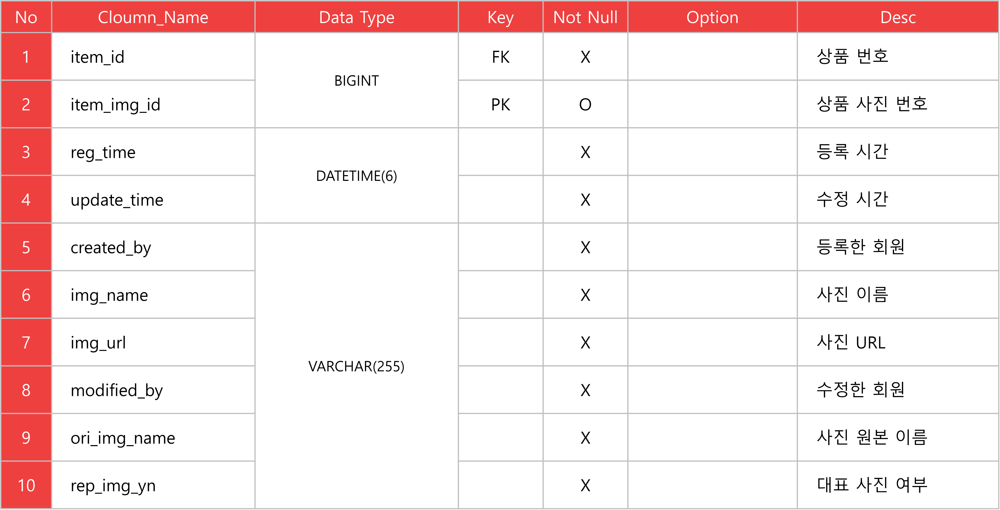 No Cloumn_Name Data Type Key Not Null Option Desc
1 item_id BIGINT FK X 상품 번호
2 item_img_id PK O 상품 사진 번호
3 reg_time DATETIME(6) X 등록 시간
4 update_time X 수정 시간
5 created_by VARCHAR(255) X 등록한 회원
6 img_name X 사진 이름
7 img_url X 사진 URL
8 modified_by X 수정한 회원
9 ori_img_name X 사진 원본 이름
10 rep_img_yn X 대표 사진 여부